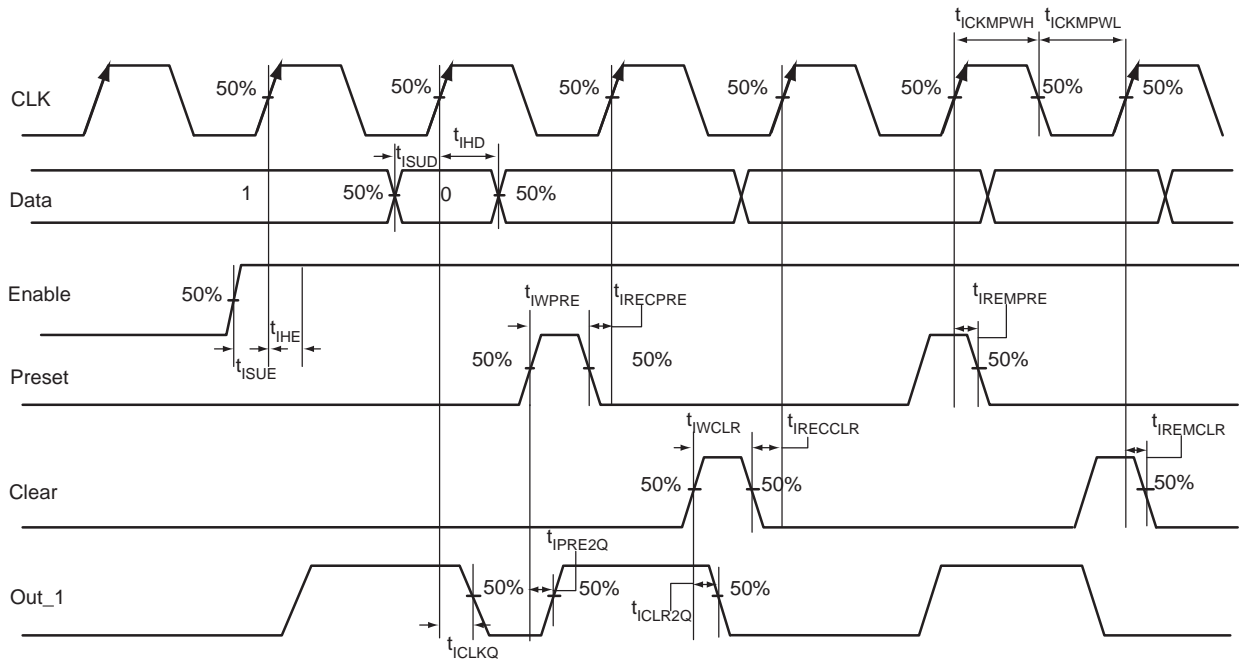 tICKMPWH tICKMPWL
CLK 50% 50% 50% 50% 50% 50% 50%
tISUD tIHD
Data 1 50% 0 50%
Enable 50% tIHE tISUE
tIWPRE tIRECPRE tIREMPRE
Preset 50% 50% 50%
tIWCLR tIRECCLR tIREMCLR
Clear 50% 50% 50%
tIPRE2Q
Out_1 50% 50% tICLR2Q 50%
tICLKQ